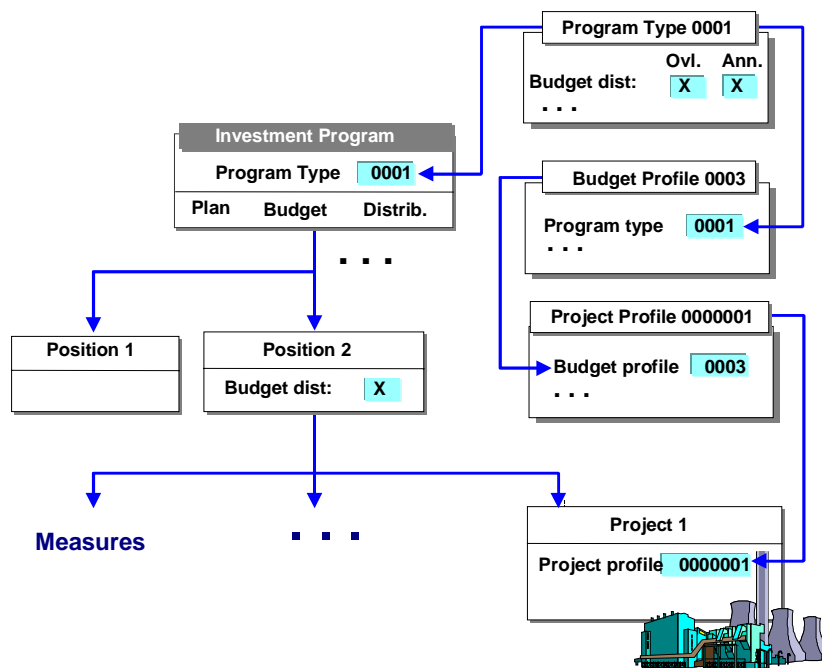 Program Type 0001
Ovl. Ann.
Budget dist: X X
. . .
Investment Program
Program Type 0001
Plan Budget Distrib.
. . .
Budget Profile 0003
Program type 0001
. . .
Project Profile 0000001
Budget profile 0003
. . .
Position 1
Position 2
Budget dist: X
Measures
. . .
Project 1
Project profile 0000001